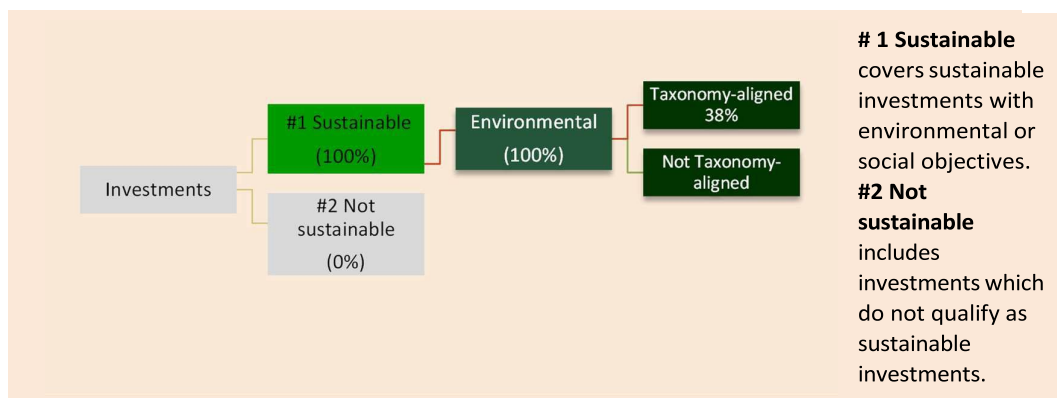 Investments
#1 Sustainable
(100%)
#2 Not
sustainable
(0%)
Environmental
(100%)
Taxonomy-aligned
38%
Not Taxonomy-
aligned
# 1 Sustainable
covers sustainable
investments with
environmental or
social objectives.
#2 Not
sustainable
includes
investments which
do not qualify as
sustainable
investments.